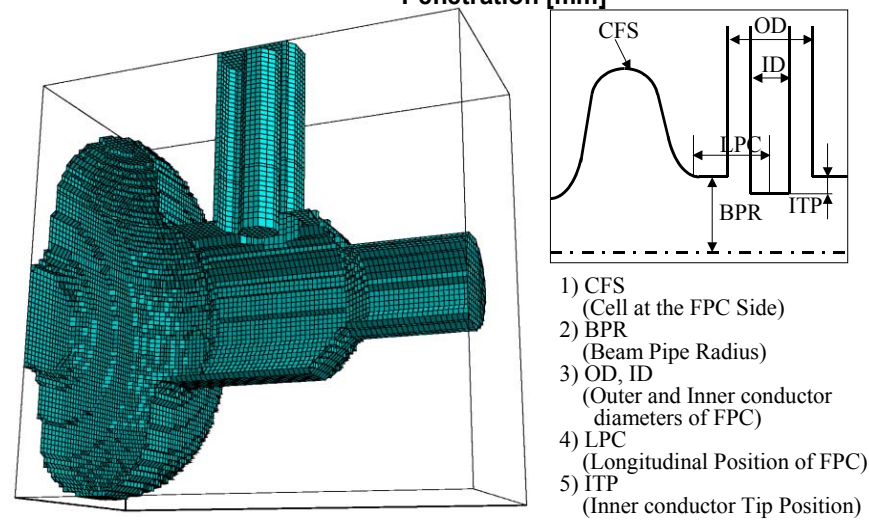 Penetration [mm]
CFS
OD
ID
LPC
BPR
ITP
1) CFS
(Cell at the FPC Side)
2) BPR
(Beam Pipe Radius)
3) OD, ID
(Outer and Inner conductor
diameters of FPC)
4) LPC
(Longitudinal Position of FPC)
5) ITP
(Inner conductor Tip Position)